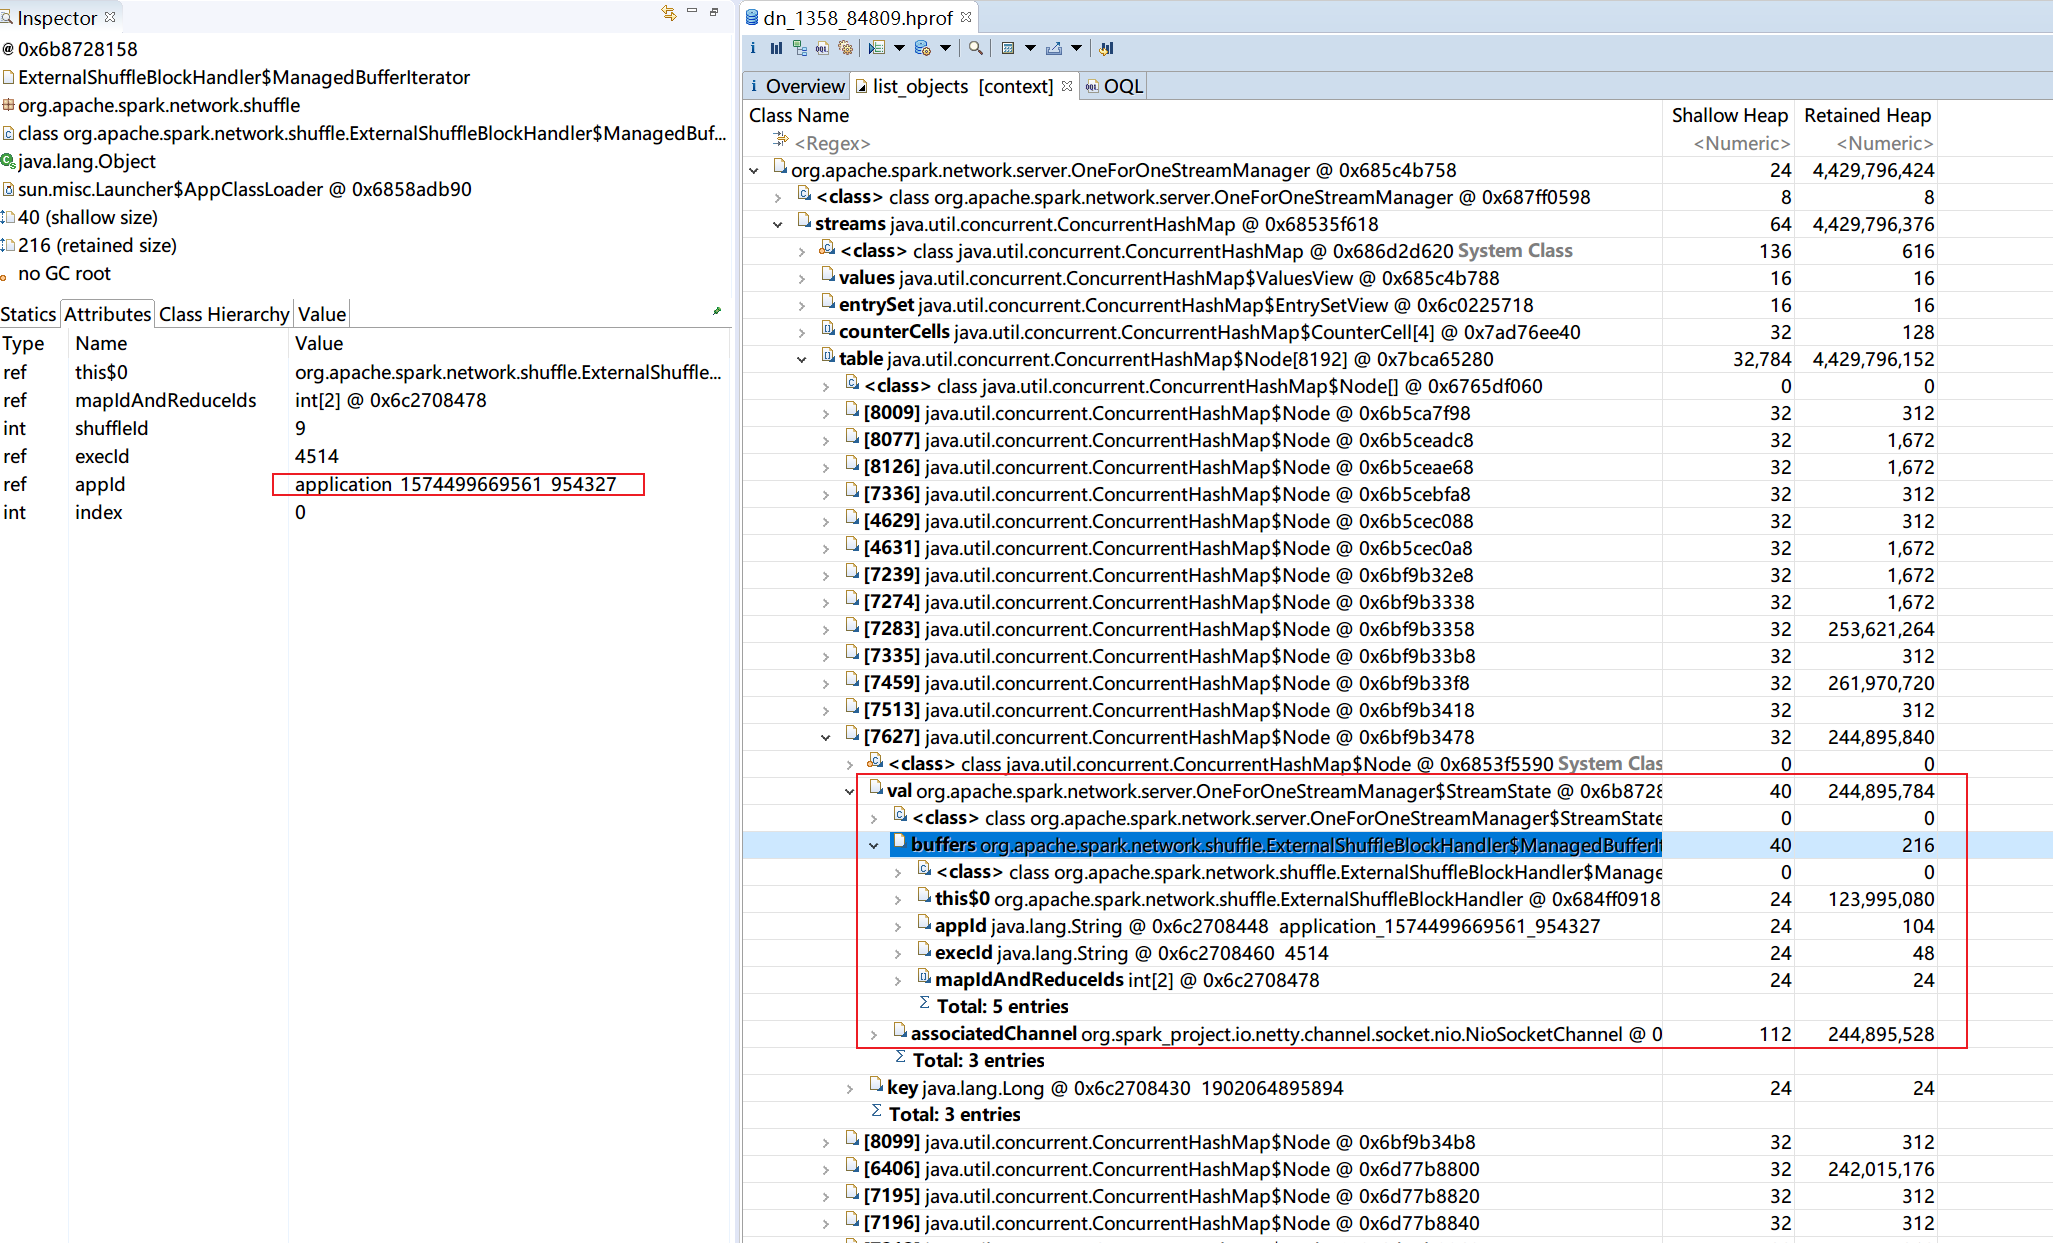 Inspector
@ 0x6b8728158
ExternalShuffleBlockHandler$ManagedBufferIterator
org.apache.spark.network.shuffle
class org.apache.spark.network.shuffle.ExternalShuffleBlockHandler$ManagedBuf...
java.lang.Object
sun.misc.Launcher$AppClassLoader @ 0x6858adb90
40 (shallow size)
216 (retained size)
no GC root
Statics Attributes Class Hierarchy Value
Type Name Value
ref this$0 org.apache.spark.network.shuffle.ExternalShuffle...
ref mapIdAndReduceIds int[2] @ 0x6c2708478
int shuffleId 9
ref execId 4514
ref appId application_1574499669561_954327
int index 0
dn_1358_84809.hprof
Overview list_objects [context] OQL
Class Name Shallow Heap Retained Heap
<Regex> <Numeric> <Numeric>
org.apache.spark.network.server.OneForOneStreamManager @ 0x685c4b758 24 4,429,796,424
<class> class org.apache.spark.network.server.OneForOneStreamManager @ 0x687ff0598 8 8
streams java.util.concurrent.ConcurrentHashMap @ 0x68535f618 64 4,429,796,376
<class> class java.util.concurrent.ConcurrentHashMap @ 0x686d2d620 System Class 136 616
values java.util.concurrent.ConcurrentHashMap$ValuesView @ 0x685c4b788 16 16
entrySet java.util.concurrent.ConcurrentHashMap$EntrySetView @ 0x6c0225718 16 16
counterCells java.util.concurrent.ConcurrentHashMap$CounterCell[4] @ 0x7ad76ee40 32 128
table java.util.concurrent.ConcurrentHashMap$Node[8192] @ 0x7bca65280 32,784 4,429,796,152
<class> class java.util.concurrent.ConcurrentHashMap$Node[] @ 0x6765df060 0 0
[8009] java.util.concurrent.ConcurrentHashMap$Node @ 0x6b5ca7f98 32 312
[8077] java.util.concurrent.ConcurrentHashMap$Node @ 0x6b5ceadc8 32 1,672
[8126] java.util.concurrent.ConcurrentHashMap$Node @ 0x6b5ceae68 32 1,672
[7336] java.util.concurrent.ConcurrentHashMap$Node @ 0x6b5cebfa8 32 312
[4629] java.util.concurrent.ConcurrentHashMap$Node @ 0x6b5cec088 32 312
[4631] java.util.concurrent.ConcurrentHashMap$Node @ 0x6b5cec0a8 32 1,672
[7239] java.util.concurrent.ConcurrentHashMap$Node @ 0x6bf9b32e8 32 1,672
[7274] java.util.concurrent.ConcurrentHashMap$Node @ 0x6bf9b3338 32 1,672
[7283] java.util.concurrent.ConcurrentHashMap$Node @ 0x6bf9b3358 32 253,621,264
[7335] java.util.concurrent.ConcurrentHashMap$Node @ 0x6bf9b33b8 32 312
[7459] java.util.concurrent.ConcurrentHashMap$Node @ 0x6bf9b33f8 32 261,970,720
[7513] java.util.concurrent.ConcurrentHashMap$Node @ 0x6bf9b3418 32 312
[7627] java.util.concurrent.ConcurrentHashMap$Node @ 0x6bf9b3478 32 244,895,840
<class> class java.util.concurrent.ConcurrentHashMap$Node @ 0x6853f5590 System Clas 0 0
val org.apache.spark.network.server.OneForOneStreamManager$StreamState @ 0x6b8728 40 244,895,784
<class> class org.apache.spark.network.server.OneForOneStreamManager$StreamState 0 0
buffers org.apache.spark.network.shuffle.ExternalShuffleBlockHandler$ManagedBufferIt 40 216
<class> class org.apache.spark.network.shuffle.ExternalShuffleBlockHandler$Manage 0 0
this$0 org.apache.spark.network.shuffle.ExternalShuffleBlockHandler @ 0x684ff0918 24 123,995,080
appId java.lang.String @ 0x6c2708448 application_1574499669561_954327 24 104
execId java.lang.String @ 0x6c2708460 4514 24 48
mapIdAndReduceIds int[2] @ 0x6c2708478 24 24
Total: 5 entries
associatedChannel org.spark_project.io.netty.channel.socket.nio.NioSocketChannel @ 0 112 244,895,528
Total: 3 entries
key java.lang.Long @ 0x6c2708430 1902064895894 24 24
Total: 3 entries
[8099] java.util.concurrent.ConcurrentHashMap$Node @ 0x6bf9b34b8 32 312
[6406] java.util.concurrent.ConcurrentHashMap$Node @ 0x6d77b8800 32 242,015,176
[7195] java.util.concurrent.ConcurrentHashMap$Node @ 0x6d77b8820 32 312
[7196] java.util.concurrent.ConcurrentHashMap$Node @ 0x6d77b8840 32 312